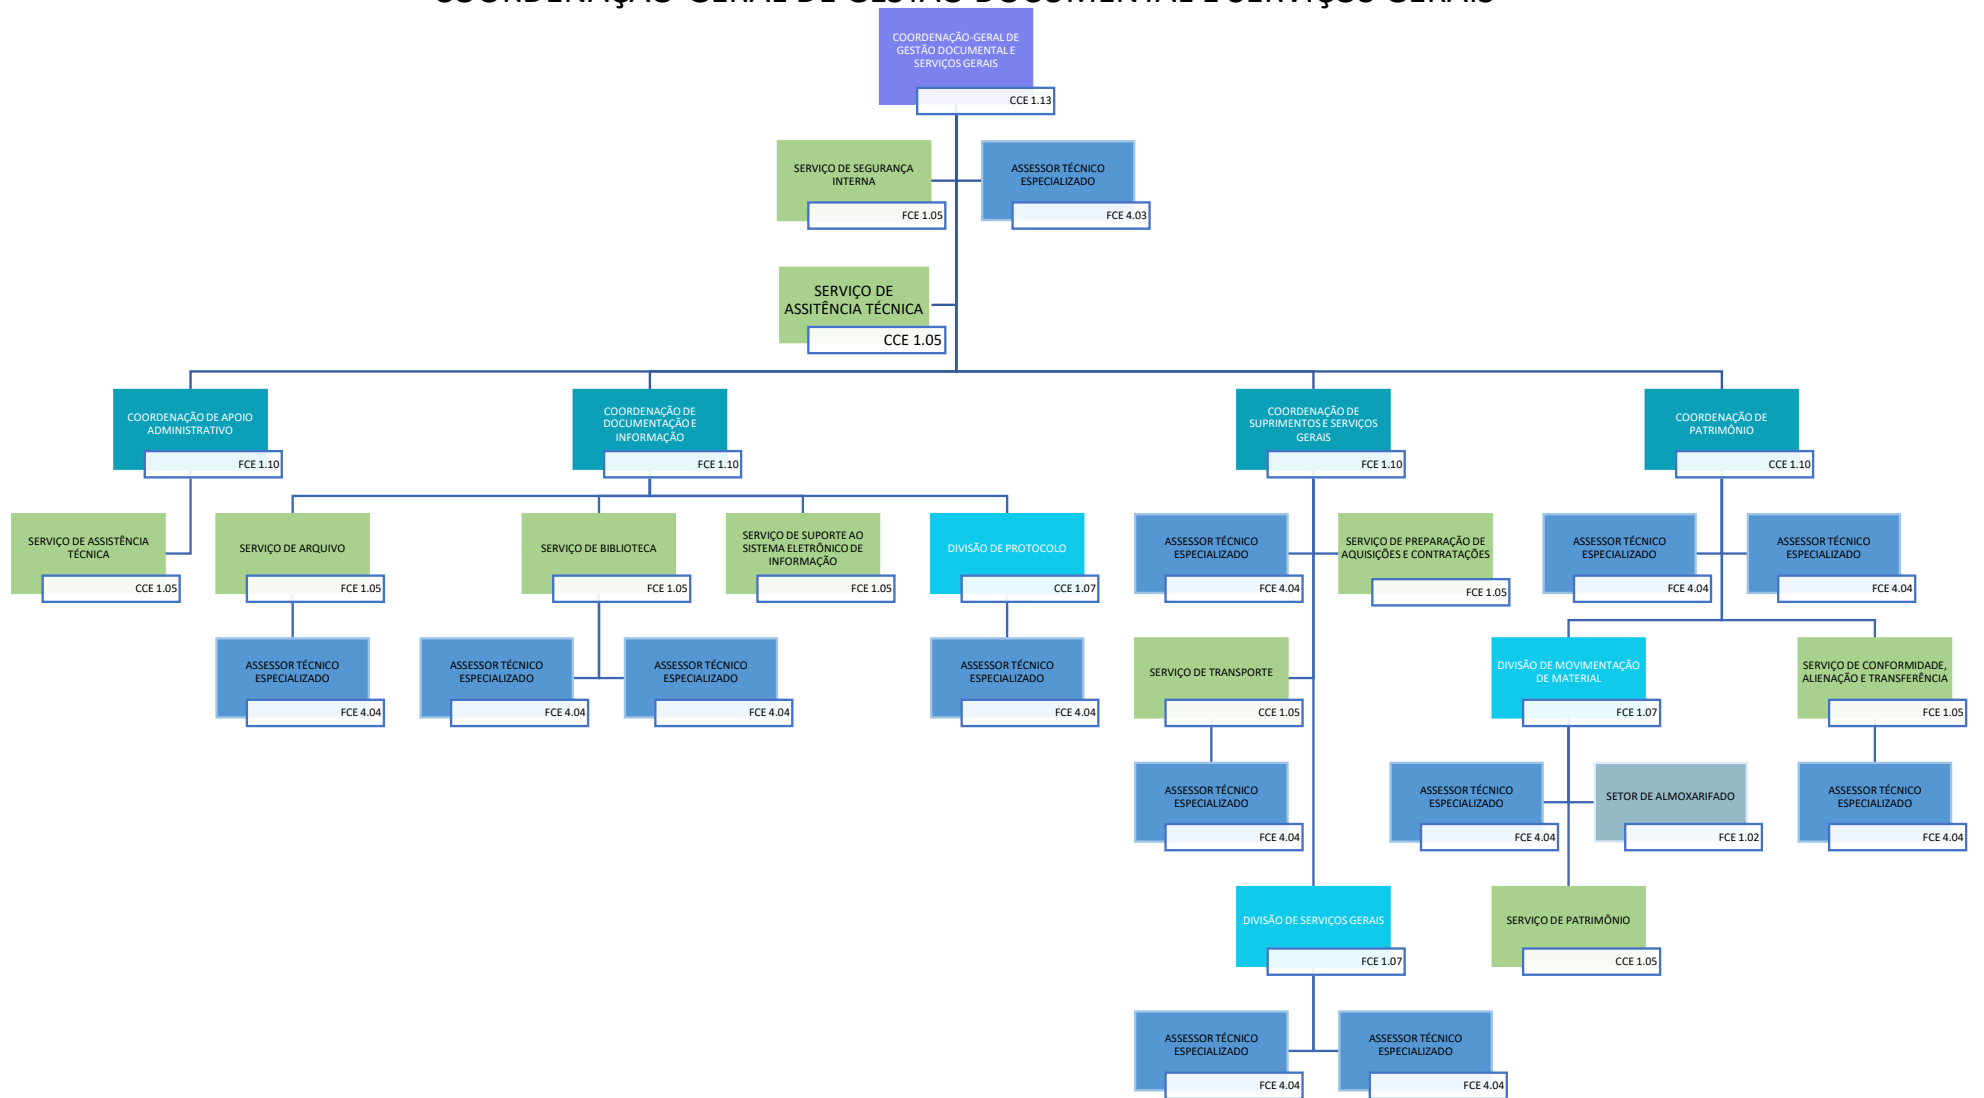 COORDENAÇÃO-GERAL DE GESTÃO DOCUMENTAL E SERVIÇOS GERAIS
COORDENAÇÃO-GERAL DE
GESTÃO DOCUMENTAL E
SERVIÇOS GERAIS
CCE 1.13
SERVIÇO DE SEGURANÇA
INTERNA
FCE 1.05
ASSESSOR TÉCNICO
ESPECIALIZADO
FCE 4.03
SERVIÇO DE
ASSITÊNCIA TÉCNICA
CCE 1.05
COORDENAÇÃO DE APOIO
ADMINISTRATIVO
FCE 1.10
COORDENAÇÃO DE
DOCUMENTAÇÃO E
INFORMAÇÃO
FCE 1.10
COORDENAÇÃO DE
SUPRIMENTOS E SERVIÇOS
GERAIS
FCE 1.10
COORDENAÇÃO DE
PATRIMÔNIO
CCE 1.10
SERVIÇO DE ASSISTÊNCIA
TÉCNICA
CCE 1.05
SERVIÇO DE ARQUIVO
FCE 1.05
SERVIÇO DE BIBLIOTECA
FCE 1.05
SERVIÇO DE SUPORTE AO
SISTEMA ELETRÔNICO DE
INFORMAÇÃO
FCE 1.05
DIVISÃO DE PROTOCOLO
CCE 1.07
ASSESSOR TÉCNICO
ESPECIALIZADO
FCE 4.04
SERVIÇO DE PREPARAÇÃO DE
AQUISIÇÕES E CONTRATAÇÕES
FCE 1.05
ASSESSOR TÉCNICO
ESPECIALIZADO
FCE 4.04
ASSESSOR TÉCNICO
ESPECIALIZADO
FCE 4.04
ASSESSOR TÉCNICO
ESPECIALIZADO
FCE 4.04
ASSESSOR TÉCNICO
ESPECIALIZADO
FCE 4.04
ASSESSOR TÉCNICO
ESPECIALIZADO
FCE 4.04
ASSESSOR TÉCNICO
ESPECIALIZADO
FCE 4.04
SERVIÇO DE TRANSPORTE
CCE 1.05
DIVISÃO DE MOVIMENTAÇÃO
DE MATERIAL
FCE 1.07
SERVIÇO DE CONFORMIDADE,
ALIENAÇÃO E TRANSFERÊNCIA
FCE 1.05
ASSESSOR TÉCNICO
ESPECIALIZADO
FCE 4.04
ASSESSOR TÉCNICO
ESPECIALIZADO
FCE 4.04
SETOR DE ALMOXARIFADO
FCE 1.02
ASSESSOR TÉCNICO
ESPECIALIZADO
FCE 4.04
DIVISÃO DE SERVIÇOS GERAIS
FCE 1.07
SERVIÇO DE PATRIMÔNIO
CCE 1.05
ASSESSOR TÉCNICO
ESPECIALIZADO
FCE 4.04
ASSESSOR TÉCNICO
ESPECIALIZADO
FCE 4.04